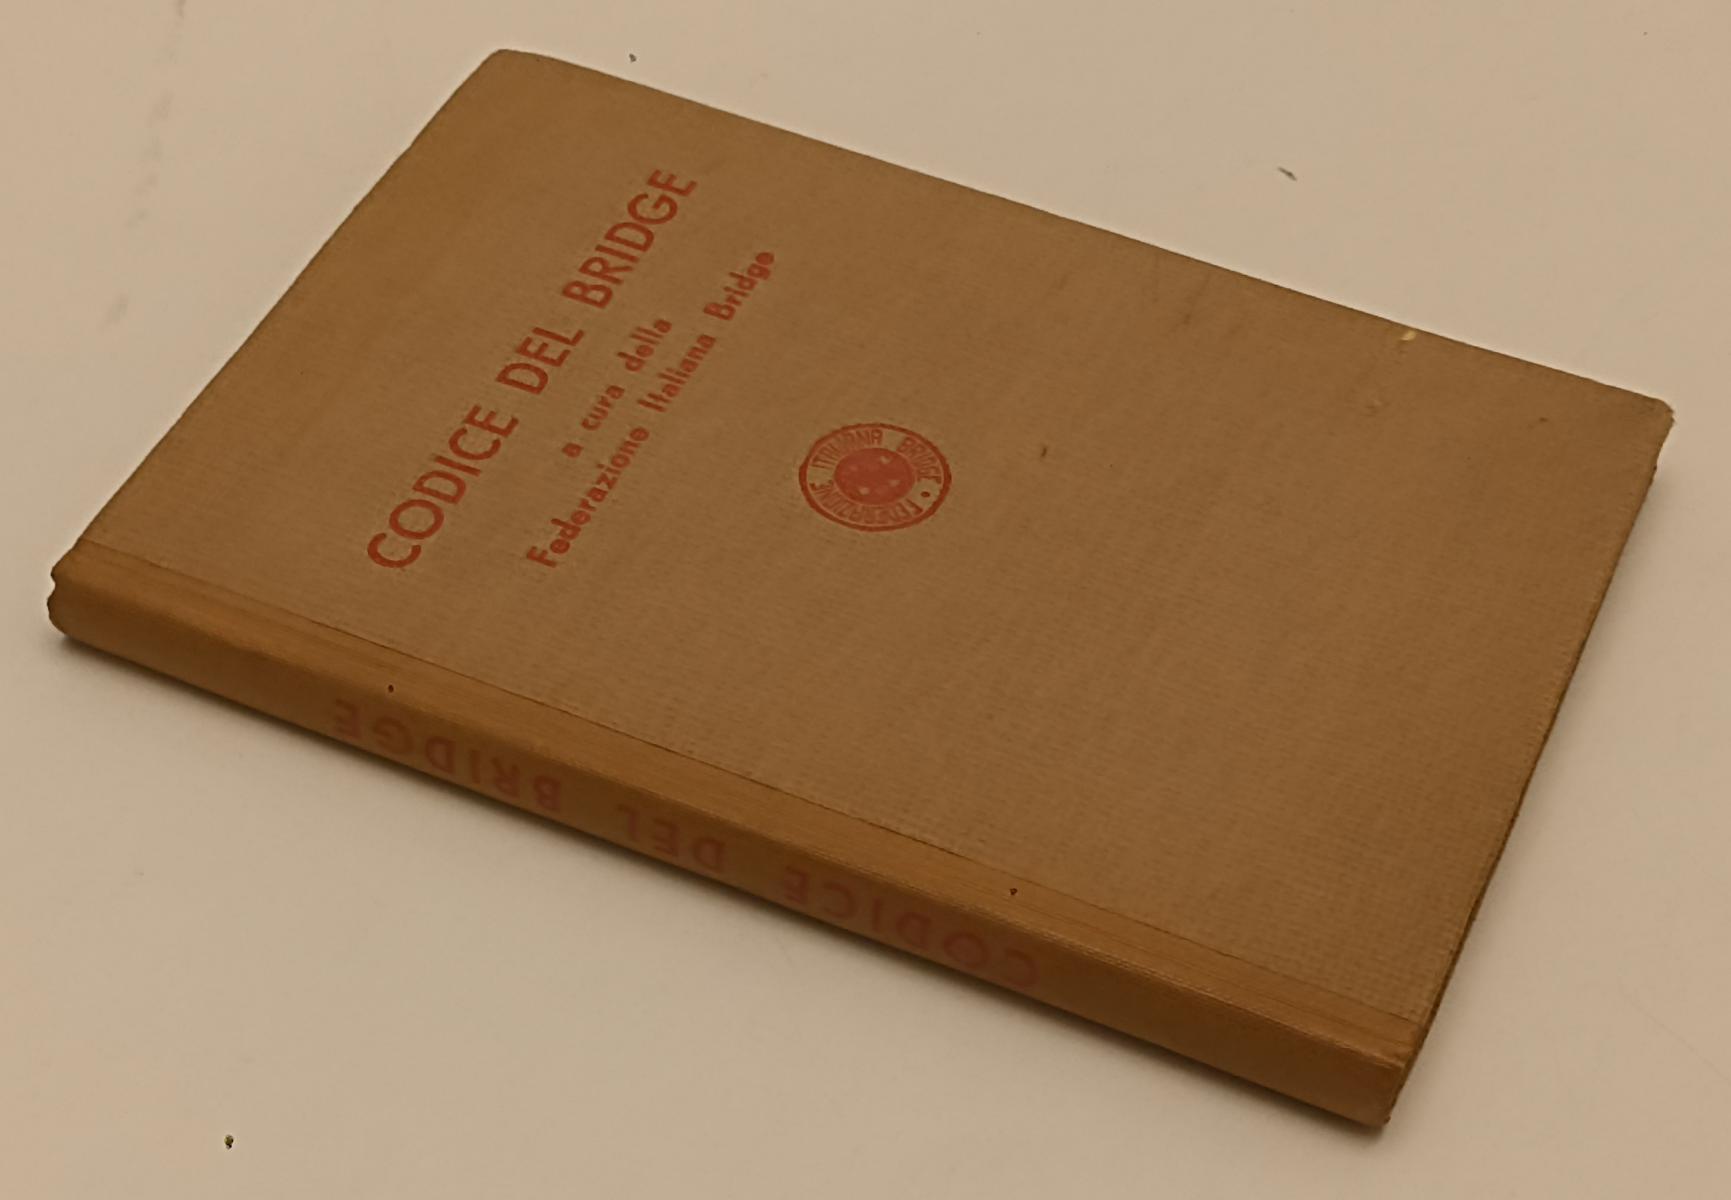 CODICE DEL BRIDGE
a cura della
Federazione Italiana Bridge
FEDERAZIONE ITALIANA BRIDGE •
CODICE DEL BRIDGE